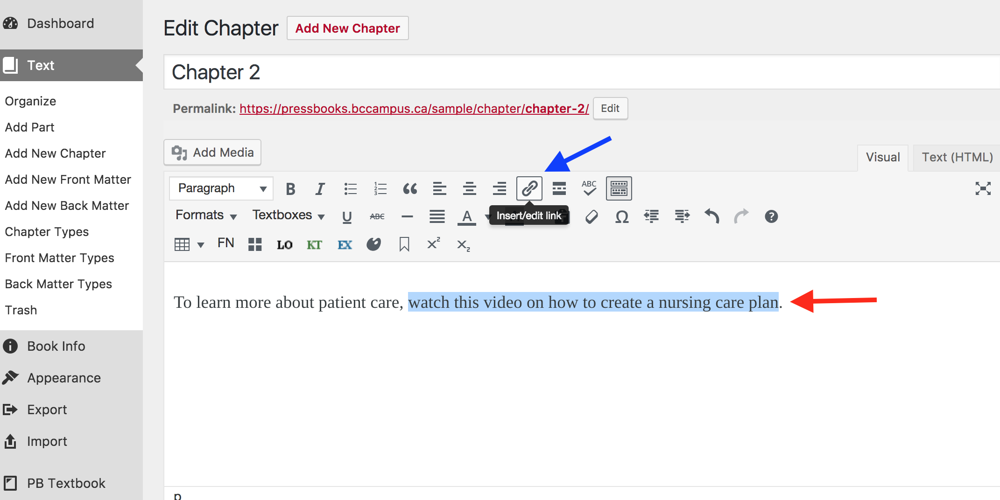 Dashboard
Text
Organize
Add Part
Add New Chapter
Add New Front Matter
Add New Back Matter
Chapter Types
Front Matter Types
Back Matter Types
Trash
Book Info
Appearance
Export
Import
PB Textbook
Edit Chapter Add New Chapter
Chapter 2
Permalink: https://pressbooks.bccampus.ca/sample/chapter/chapter-2/ Edit
Add Media
Visual Text (HTML)
Paragraph B I 1 2 3 “ ABC
Formats Textboxes U ABC A Insert/edit link Ω ?
FN LO KT EX X² X₂
To learn more about patient care, watch this video on how to create a nursing care plan.
p